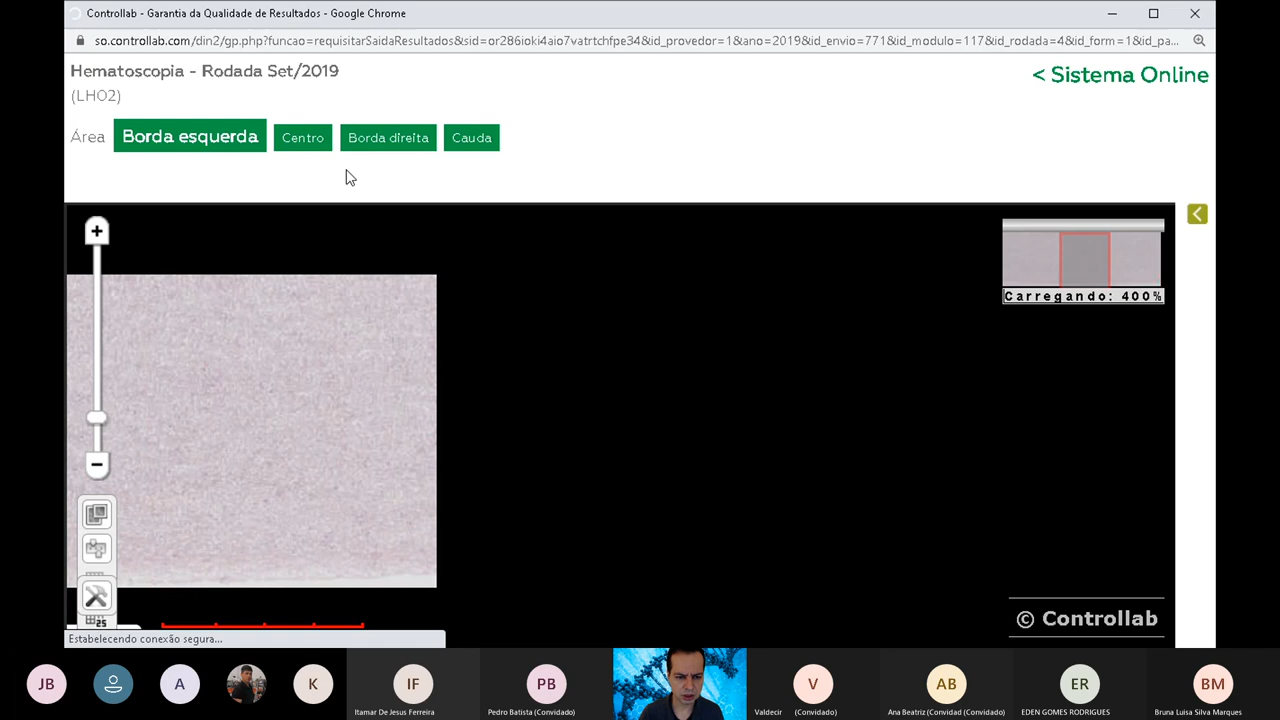 Controllab - Garantia da Qualidade de Resultados - Google Chrome
so.controllab.com/din2/gp.php?funcao=requisitarSaidaResultados&sid=or286ioki4aio7vatrtchfpe34&id_provedor=1&ano=2019&id_envio=771&id_modulo=117&id_rodada=4&id_form=1&id_pa...
Hematoscopia - Rodada Set/2019
< Sistema Online
(LH02)
Área Borda esquerda Centro Borda direita Cauda
+
Carregando: 400%
−
25
© Controllab
Estabelecendo conexão segura...
JB A K IF PB V AB ER BM
Itamar De Jesus Ferreira Pedro Batista (Convidado) Valdecir (Convidado) Ana Beatriz (Convidad (Convidado) EDEN GOMES RODRIGUES Bruna Luisa Silva Marques